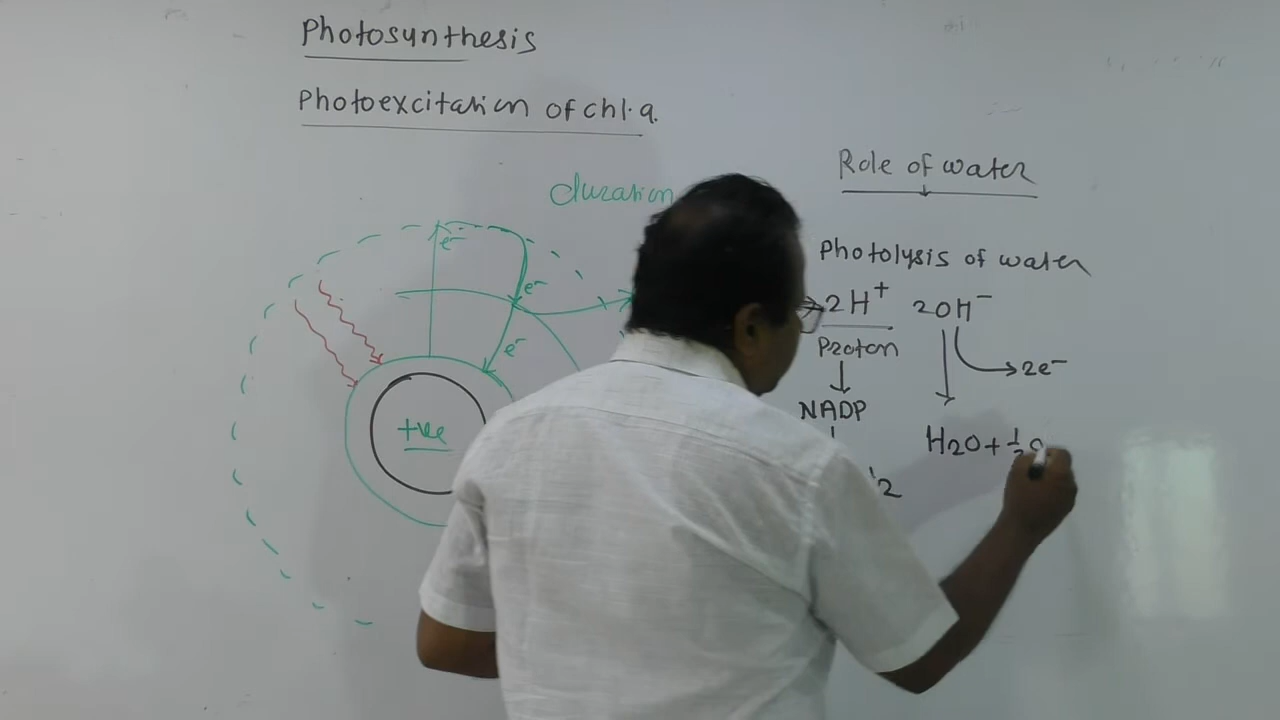 Photosynthesis
Photoexcitation of chl.a.
duration
e⁻
e⁻
e⁻
+ve
Role of water
Photolysis of water
2H⁺ 2OH⁻
Proton
2e⁻
NADP
H2O+½
2